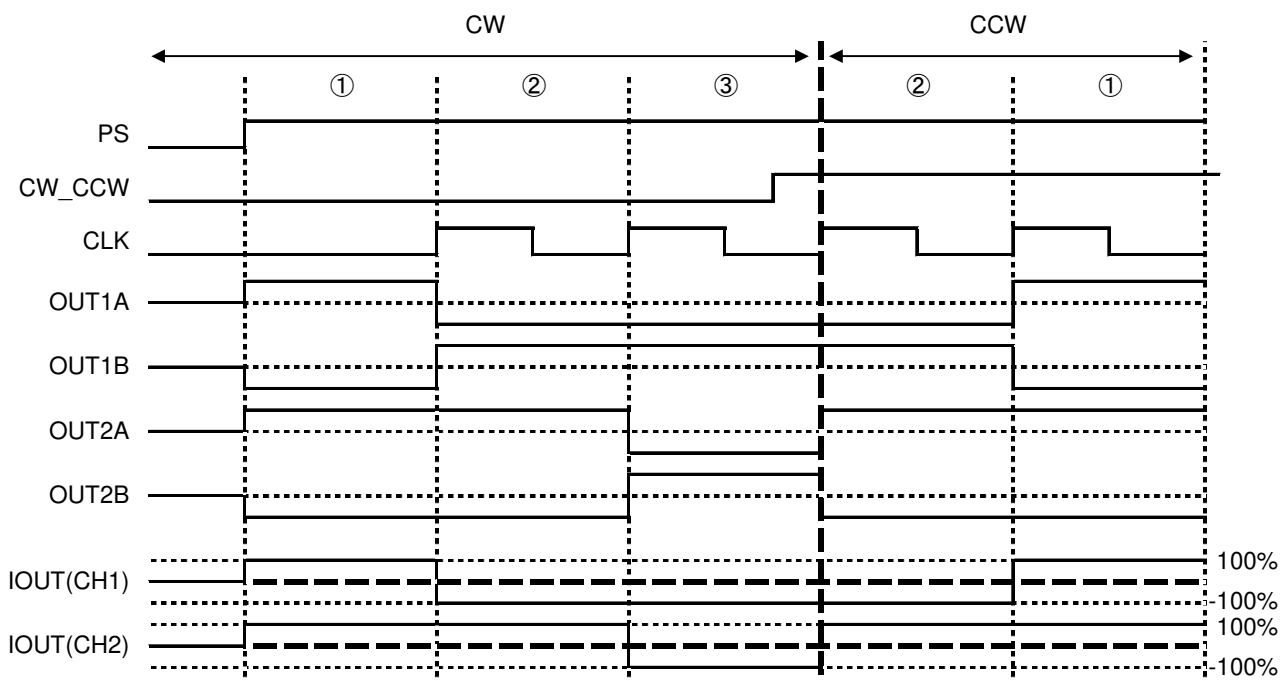 CW CCW
① ② ③ ② ①
PS
CW_CCW
CLK
OUT1A
OUT1B
OUT2A
OUT2B
IOUT(CH1) 100%
-100%
IOUT(CH2) 100%
-100%